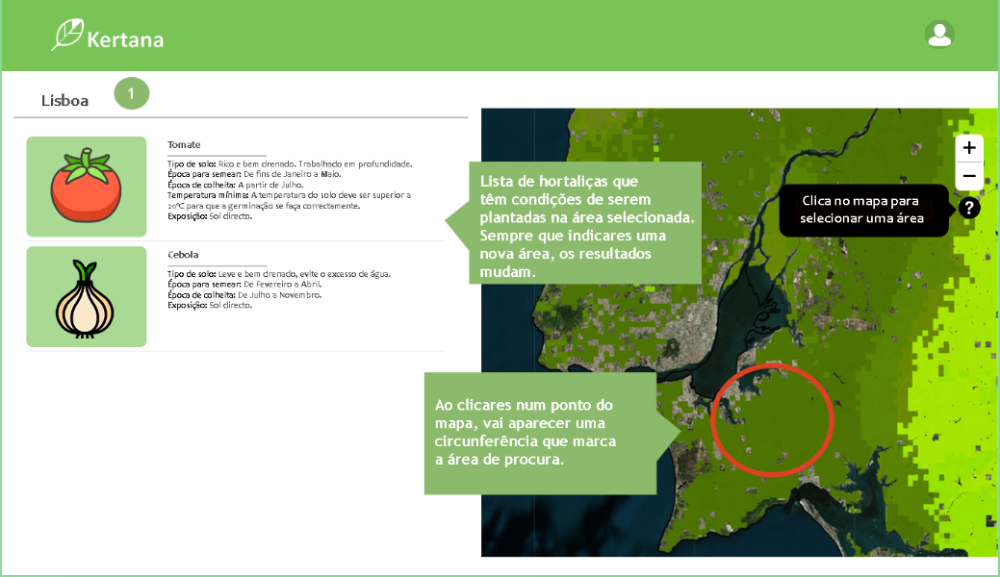 Kertana
Lisboa
1
Tomate
Tipo de solo: Rico e bem drenado. Trabalhado em profundidade.
Época para semear: De fins de Janeiro a Maio.
Época de colheita: A partir de Julho.
Temperatura mínima: A temperatura do solo deve ser superior a
20ºC para que a germinação se faça correctamente.
Exposição: Sol directo.
Cebola
Tipo de solo: Leve e bem drenado, evite o excesso de água.
Época para semear: De Fevereiro a Abril.
Época de colheita: De Julho a Novembro.
Exposição: Sol directo.
Lista de hortaliças que
têm condições de serem
plantadas na área selecionada.
Sempre que indicares uma
nova área, os resultados
mudam.
+
−
Clica no mapa para
selecionar uma área
?
Ao clicares num ponto do
mapa, vai aparecer uma
circunferência que marca
a área de procura.